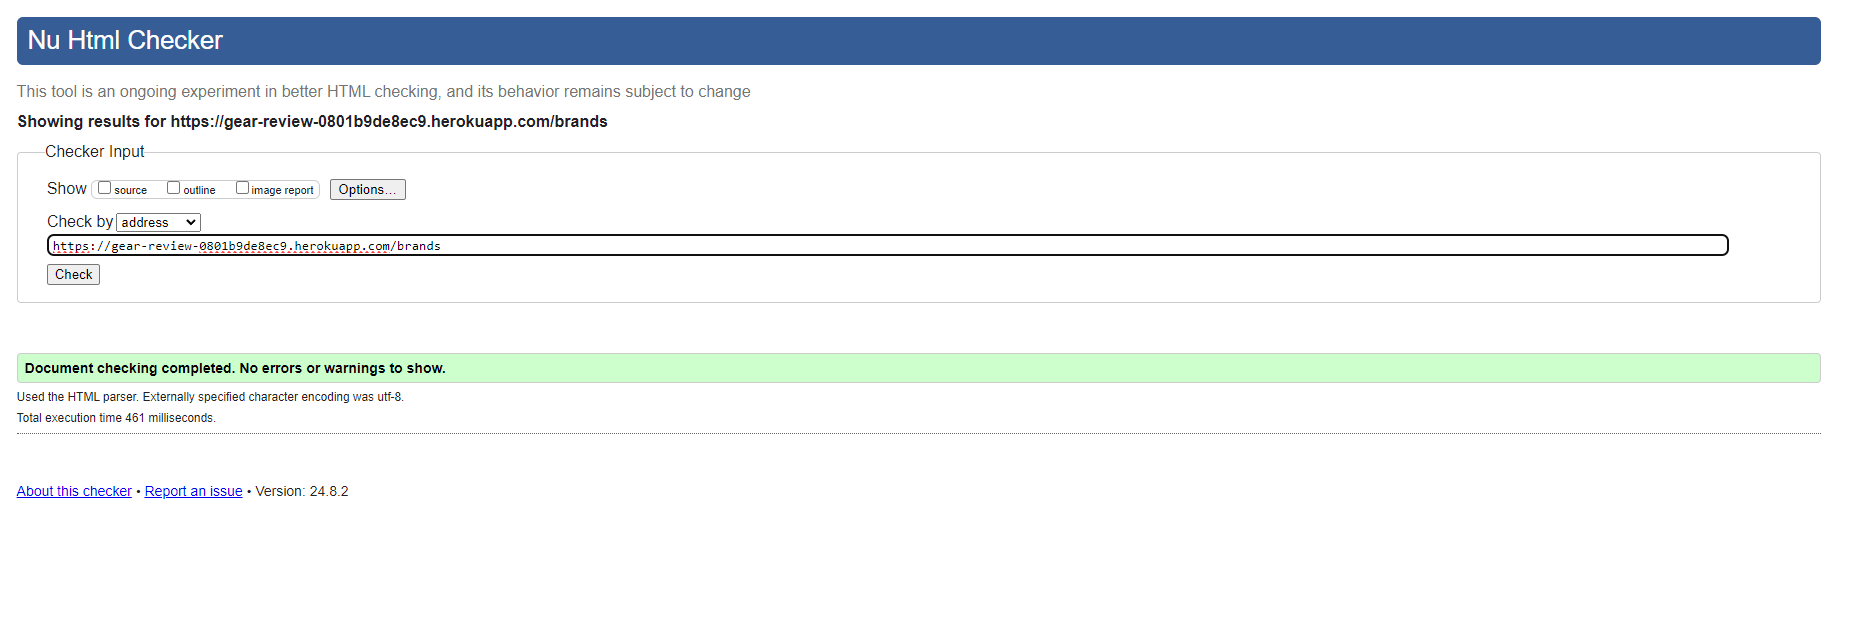 Nu Html Checker
This tool is an ongoing experiment in better HTML checking, and its behavior remains subject to change
Showing results for https://gear-review-0801b9de8ec9.herokuapp.com/brands
Checker Input
Show source outline image report Options...
Check by address
https://gear-review-0801b9de8ec9.herokuapp.com/brands
Check
Document checking completed. No errors or warnings to show.
Used the HTML parser. Externally specified character encoding was utf-8.
Total execution time 461 milliseconds.
About this checker • Report an issue • Version: 24.8.2